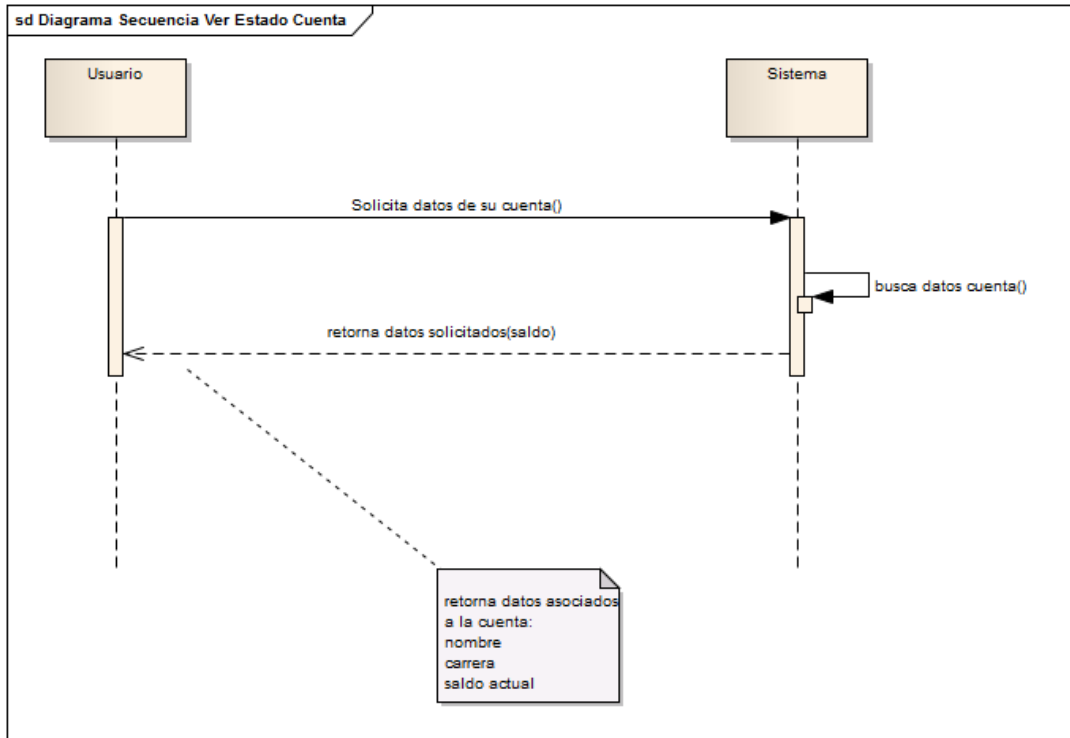 sd Diagrama Secuencia Ver Estado Cuenta
Usuario
Sistema
Solicita datos de su cuenta()
busca datos cuenta()
retorna datos solicitados(saldo)
retorna datos asociados
a la cuenta:
nombre
carrera
saldo actual